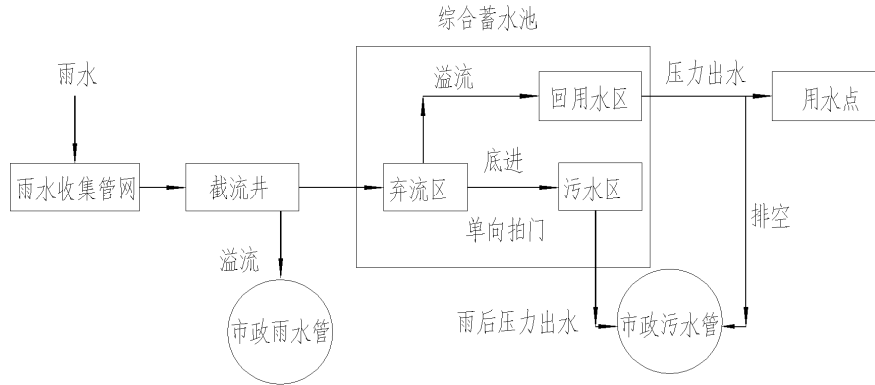 综合蓄水池
雨水
溢流
压力出水
回用水区
用水点
雨水收集管网
截流井
弃流区
底进
污水区
单向拍门
排空
溢流
市政雨水管
雨后压力出水
市政污水管